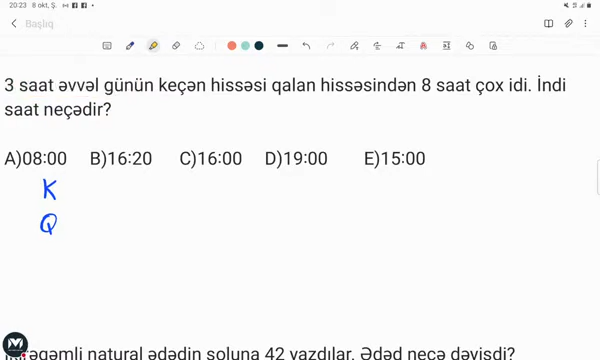 20:23 8 okt, Ş.
Başlıq
3 saat əvvəl günün keçən hissəsi qalan hissəsindən 8 saat çox idi. İndi
saat neçədir?
A)08:00 B)16:20 C)16:00 D)19:00 E)15:00
K
Q
natural ədədin soluna 42 yazdılar. Ədəd necə dəyişdi?